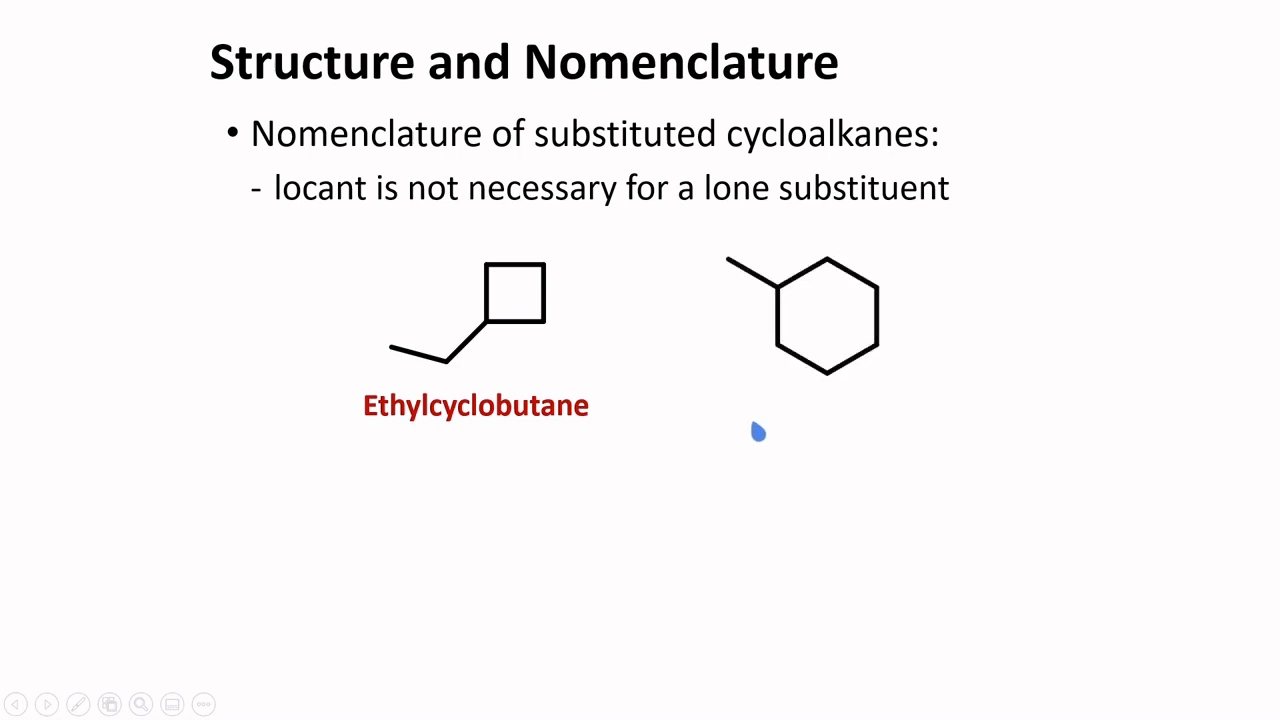 Structure and Nomenclature
• Nomenclature of substituted cycloalkanes:
- locant is not necessary for a lone substituent
Ethylcyclobutane